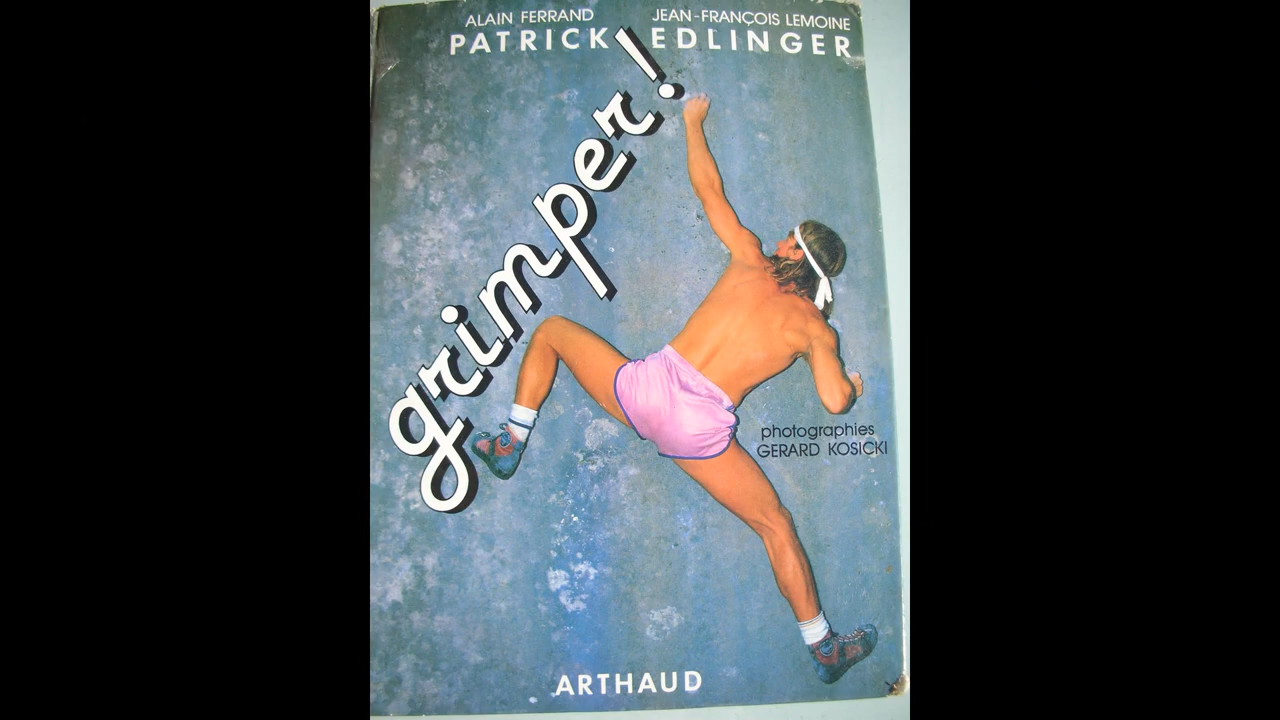 ALAIN FERRAND
JEAN-FRANÇOIS LEMOINE
PATRICK EDLINGER
grimper!
photographies
GERARD KOSICKI
ARTHAUD